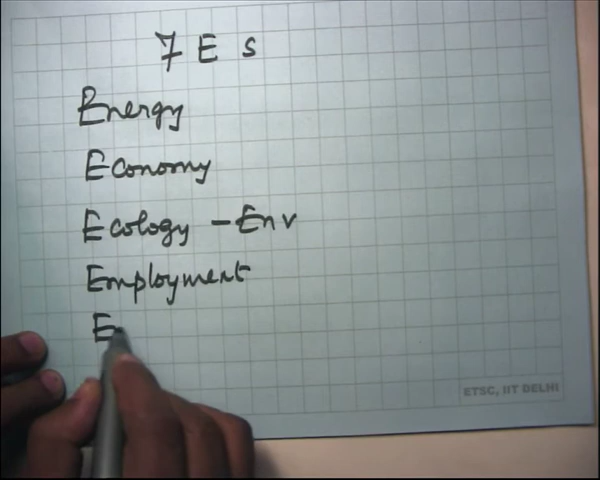 7 E s
Energy
Economy
Ecology - Env
Employment
E
ETSC, IIT DELHI